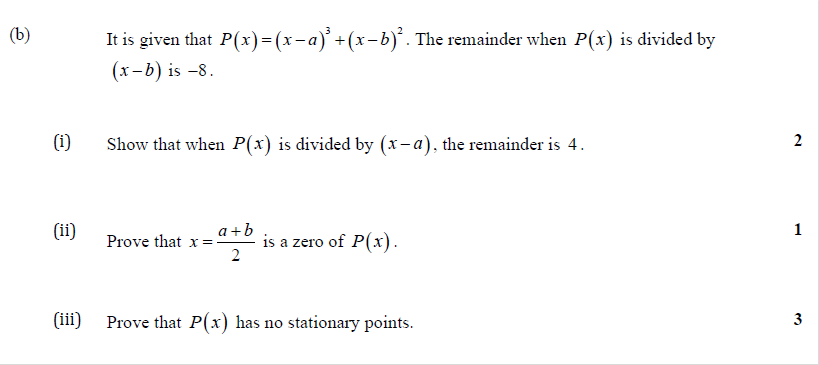 (b) It is given that P(x)=(x−a)³+(x−b)². The remainder when P(x) is divided by
(x−b) is −8.
(i) Show that when P(x) is divided by (x−a), the remainder is 4. 2
(ii) Prove that x=(a+b)/2 is a zero of P(x). 1
(iii) Prove that P(x) has no stationary points. 3